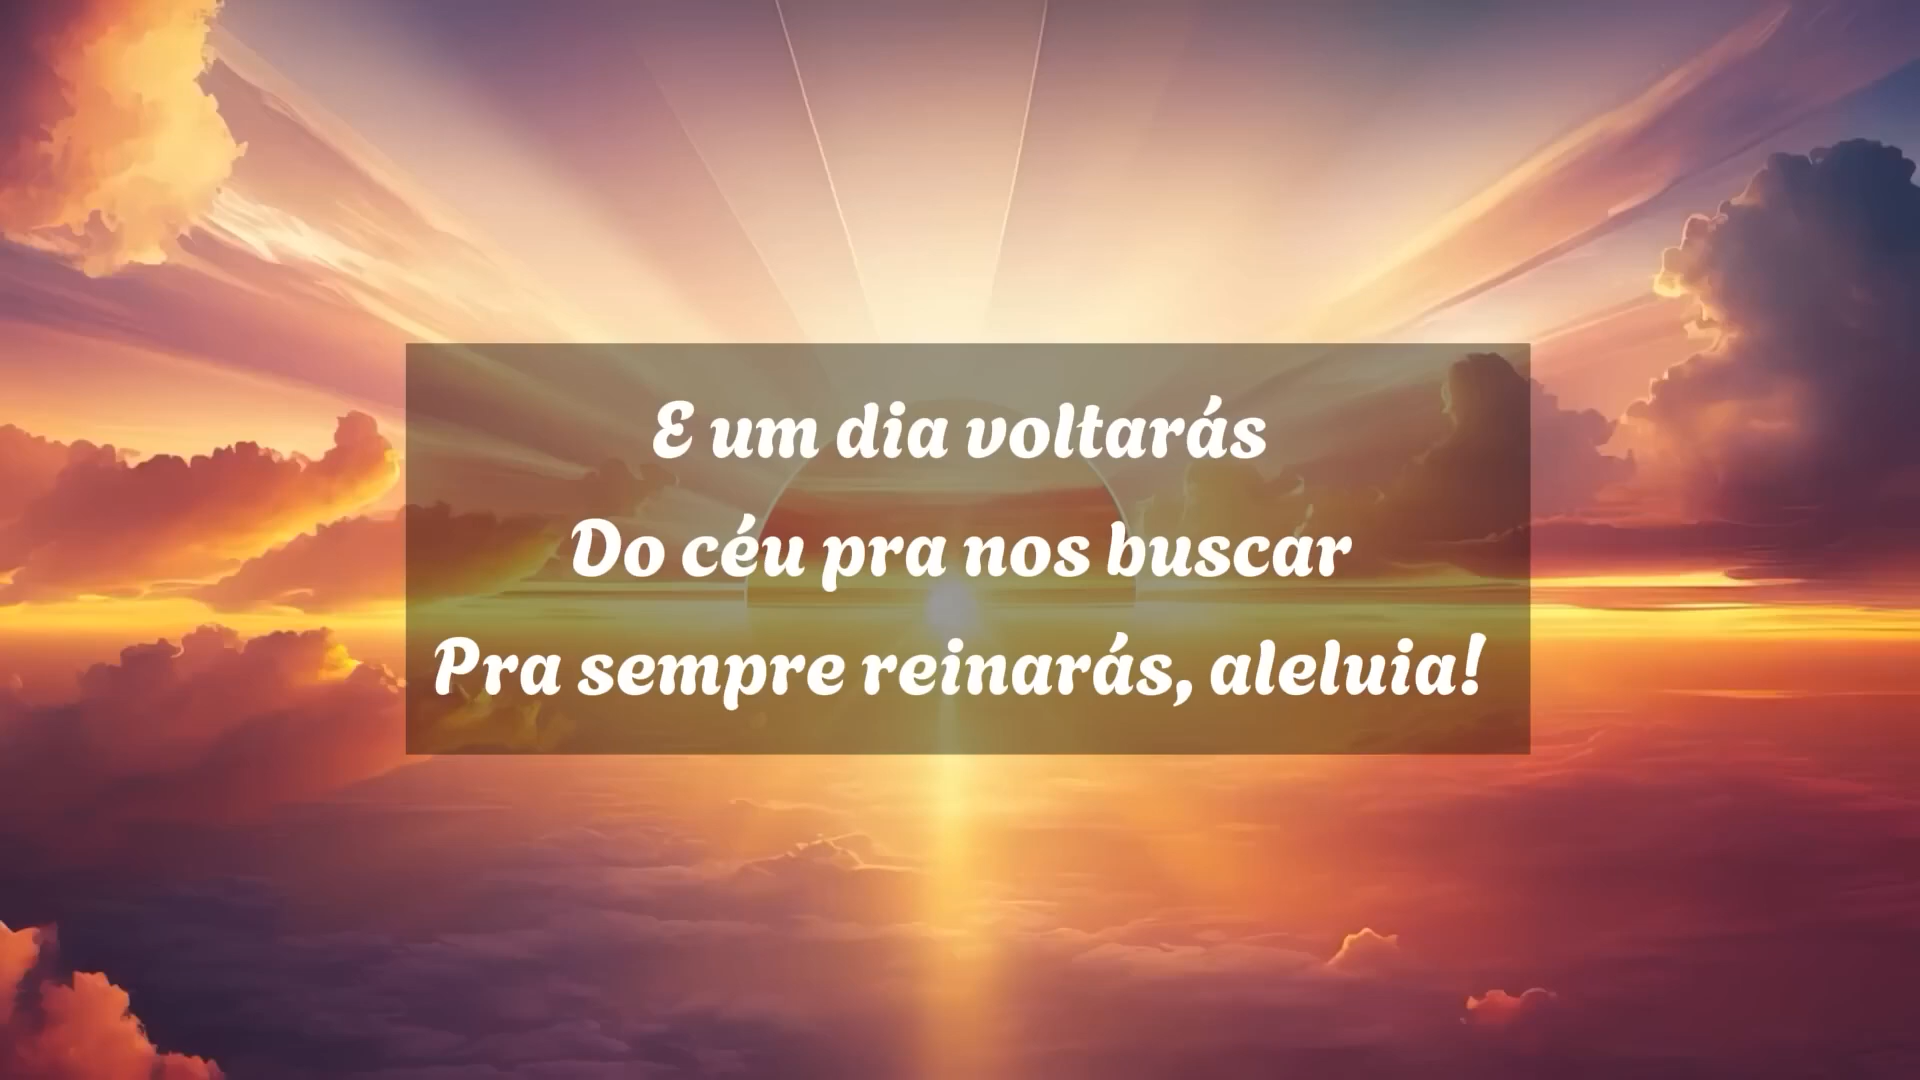 E um dia voltarás
Do céu pra nos buscar
Pra sempre reinarás, aleluia!